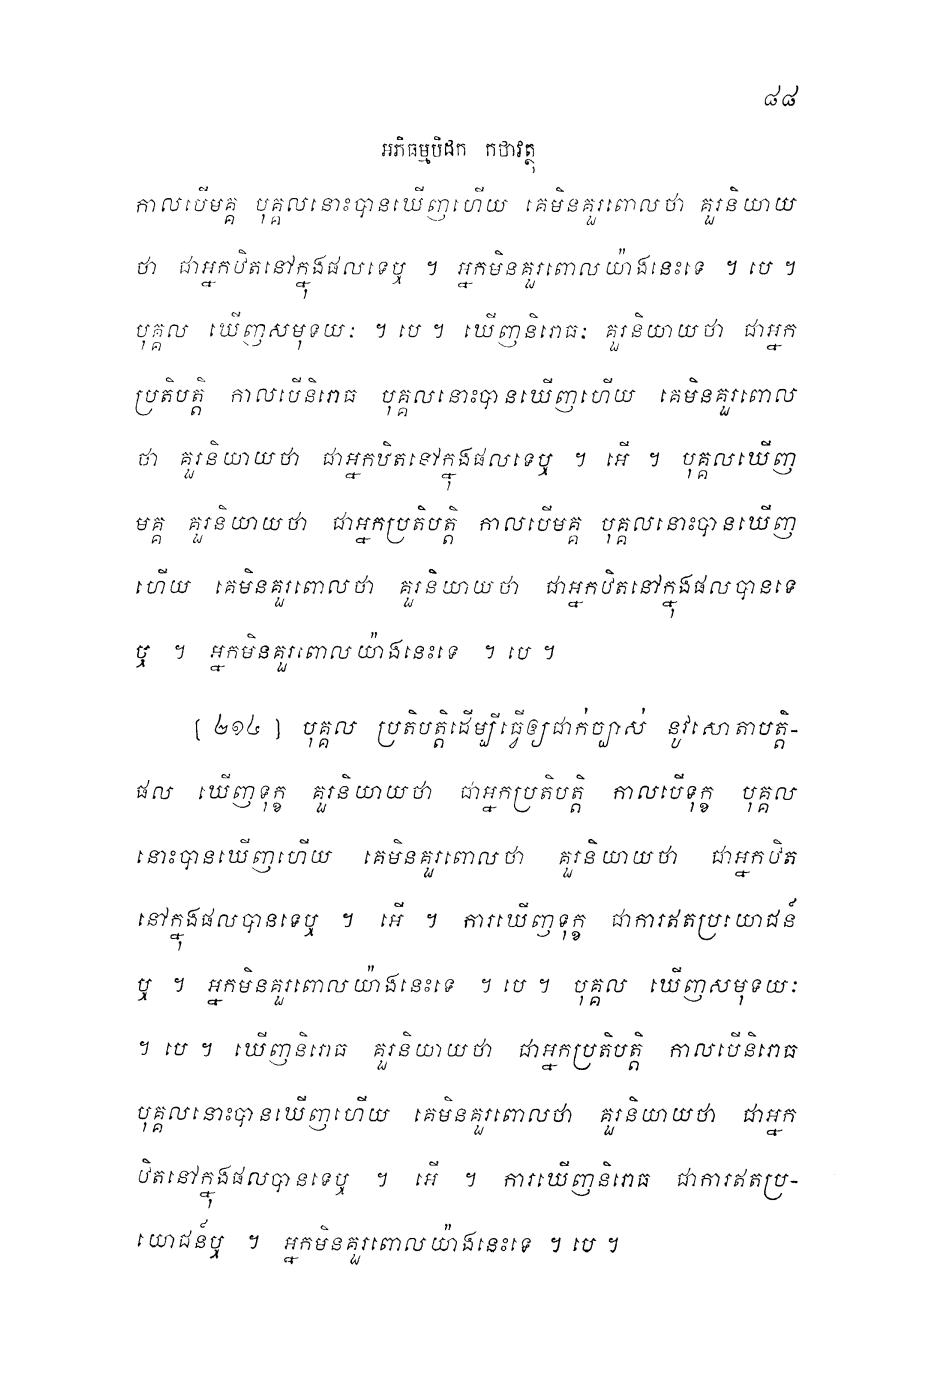 ៨៨
អភិធម្មបិដក កថាវត្ថុ
កាលបើមគ្គ បុគ្គលនោះបានឃើញហើយ គេមិនគួរពោលថា គួរនិយាយ
ថា ជាអ្នកឋិតនៅក្នុងផលទេឬ ។ អ្នកមិនគួរពោលយ៉ាងនេះទេ ។ បេ ។
បុគ្គល ឃើញសមុទយៈ ។ បេ ។ ឃើញនិរោធៈ គួរនិយាយថា ជាអ្នក
ប្រតិបត្តិ កាលបើនិរោធ បុគ្គលនោះបានឃើញហើយ គេមិនគួរពោល
ថា គួរនិយាយថា ជាអ្នកឋិតនៅក្នុងផលទេឬ ។ អើ ។ បុគ្គលឃើញ
មគ្គ គួរនិយាយថា ជាអ្នកប្រតិបត្តិ កាលបើមគ្គ បុគ្គលនោះបានឃើញ
ហើយ គេមិនគួរពោលថា គួរនិយាយថា ជាអ្នកឋិតនៅក្នុងផលបានទេ
ឬ ។ អ្នកមិនគួរពោលយ៉ាងនេះទេ ។ បេ ។
[ ២១៤ ] បុគ្គល ប្រតិបត្តិដើម្បីធ្វើឲ្យជាក់ច្បាស់ នូវសោតាបត្តិ-
ផល ឃើញទុក្ខ គួរនិយាយថា ជាអ្នកប្រតិបត្តិ កាលបើទុក្ខ បុគ្គល
នោះបានឃើញហើយ គេមិនគួរពោលថា គួរនិយាយថា ជាអ្នកឋិត
នៅក្នុងផលបានទេឬ ។ អើ ។ ការឃើញទុក្ខ ជាការឥតប្រយោជន៍
ឬ ។ អ្នកមិនគួរពោលយ៉ាងនេះទេ ។ បេ ។ បុគ្គល ឃើញសមុទយៈ
។ បេ ។ ឃើញនិរោធ គួរនិយាយថា ជាអ្នកប្រតិបត្តិ កាលបើនិរោធ
បុគ្គលនោះបានឃើញហើយ គេមិនគួរពោលថា គួរនិយាយថា ជាអ្នក
ឋិតនៅក្នុងផលបានទេឬ ។ អើ ។ ការឃើញនិរោធ ជាការឥតប្រ-
យោជន៍ឬ ។ អ្នកមិនគួរពោលយ៉ាងនេះទេ ។ បេ ។